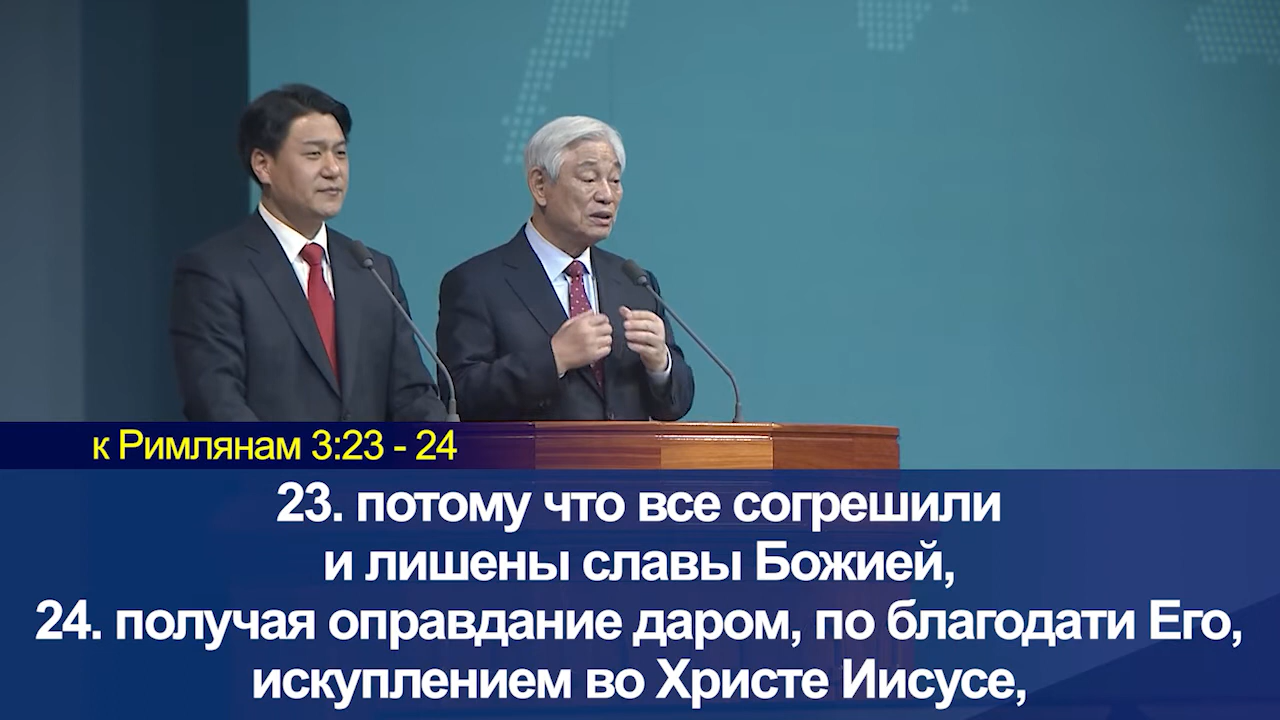 к Римлянам 3:23 - 24
23. потому что все согрешили
и лишены славы Божией,
24. получая оправдание даром, по благодати Его,
искуплением во Христе Иисусе,